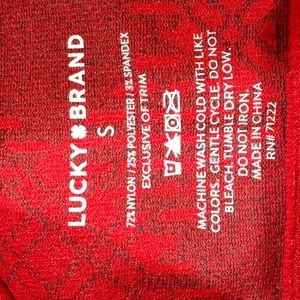 LUCKY BRAND
S
72% NYLON / 25% POLYESTER / 3% SPANDEX
EXCLUSIVE OF TRIM
MACHINE WASH COLD WITH LIKE
COLORS. GENTLE CYCLE. DO NOT
BLEACH. TUMBLE DRY LOW.
DO NOT IRON.
MADE IN CHINA
RN# 71222